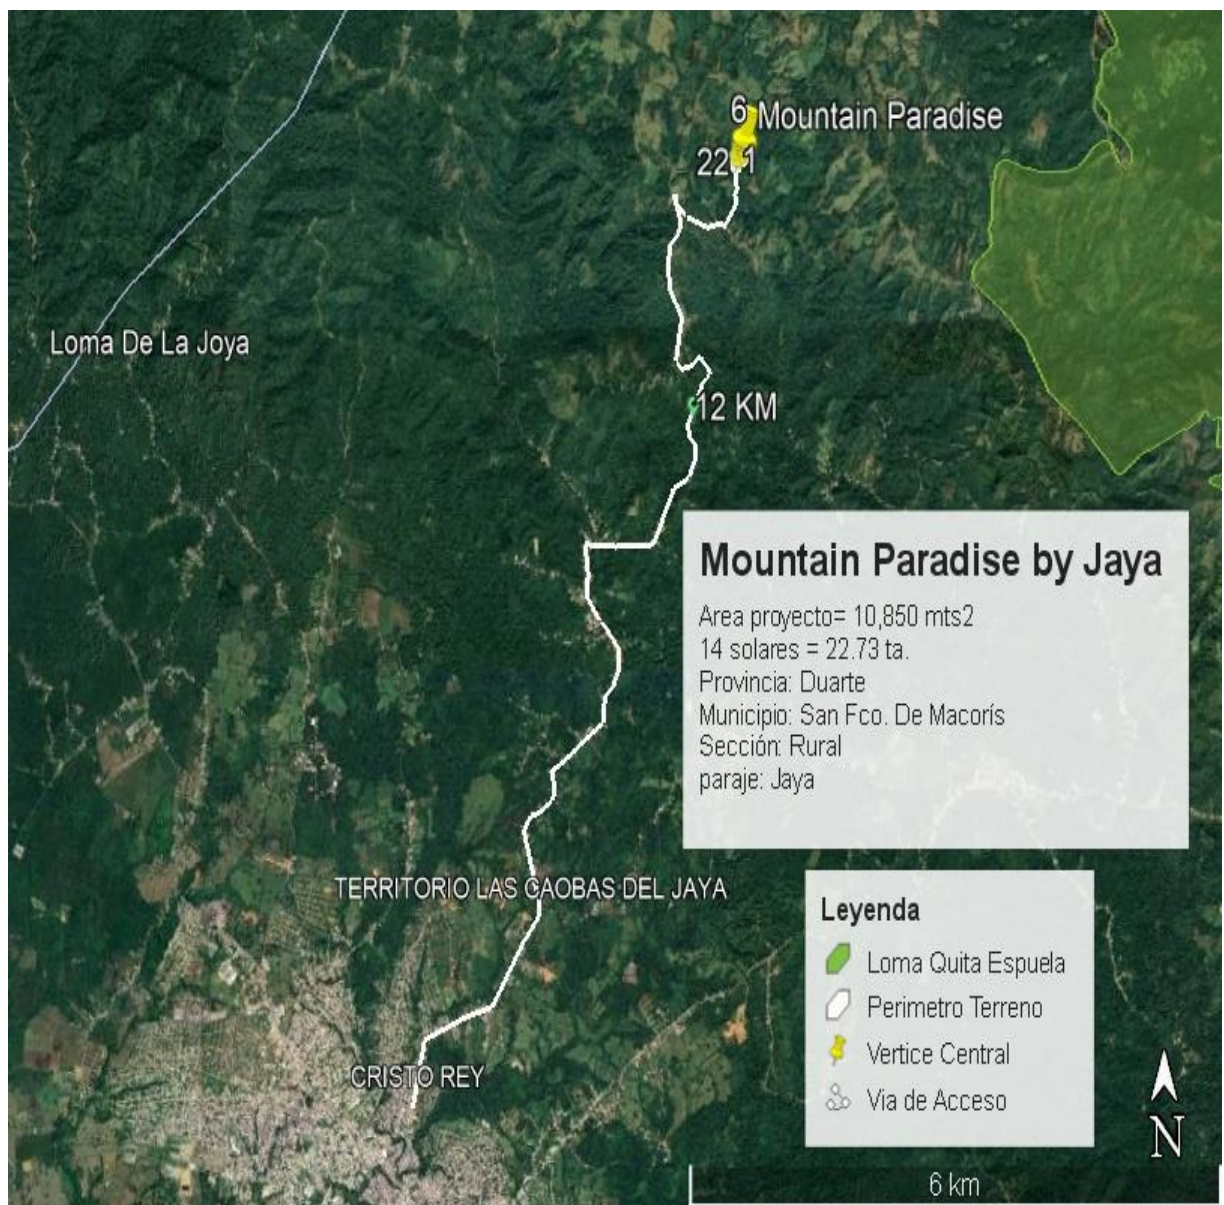 6 Mountain Paradise
22 1
Loma De La Joya
12 KM
Mountain Paradise by Jaya
Area proyecto= 10,850 mts2
14 solares = 22.73 ta.
Provincia: Duarte
Municipio: San Fco. De Macorís
Sección: Rural
paraje: Jaya
TERRITORIO LAS CAOBAS DEL JAYA
Leyenda
Loma Quita Espuela
Perimetro Terreno
Vertice Central
Via de Acceso
CRISTO REY
N
6 km